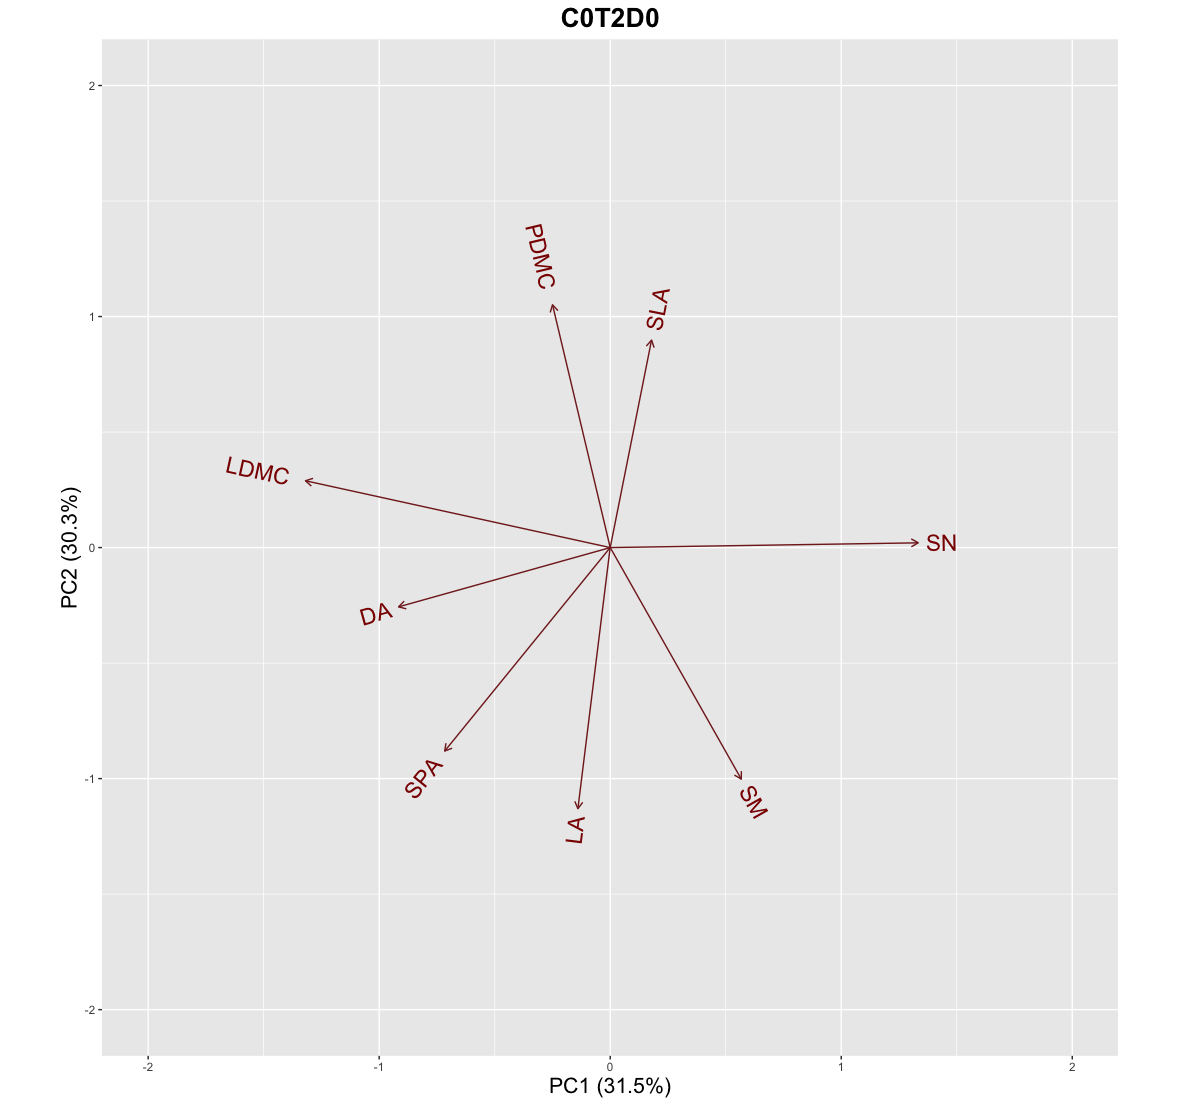 C0T2D0
2
PDMC
SLA
1
LDMC
PC2 (30.3%)
0
SN
DA
SPA
-1
SM
LA
-2
-2 -1 0 1 2
PC1 (31.5%)